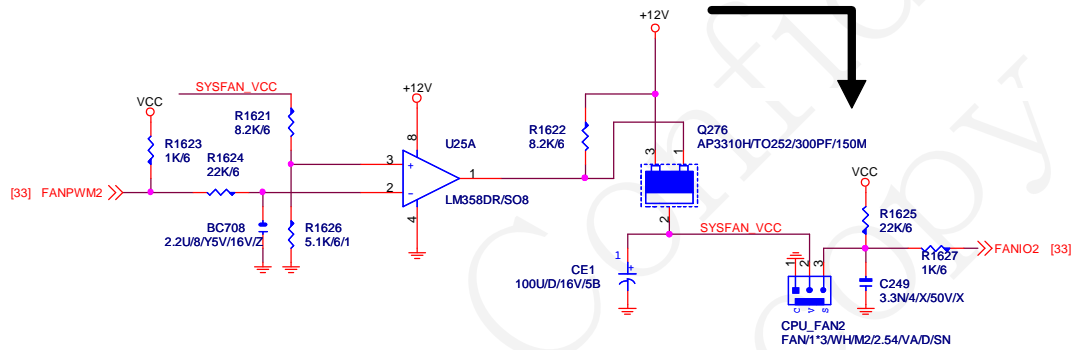 +12V
SYSFAN_VCC
+12V
VCC
R1621
8.2K/6
R1623
1K/6
R1624
22K/6
[33] FANPWM2
BC708
2.2U/8/Y5V/16V/Z
R1626
5.1K/6/1
8
U25A
3
+
2
-
1
4
LM358DR/SO8
R1622
8.2K/6
Q276
AP3310H/TO252/300PF/150M
3
1
2
SYSFAN_VCC
1
+
CE1
100U/D/16V/5B
VCC
R1625
22K/6
R1627
1K/6
FANIO2 [33]
C249
3.3N/4/X/50V/X
1
2
3
C
V
S
CPU_FAN2
FAN/1*3/WH/M2/2.54/VA/D/SN
Confid
Copy